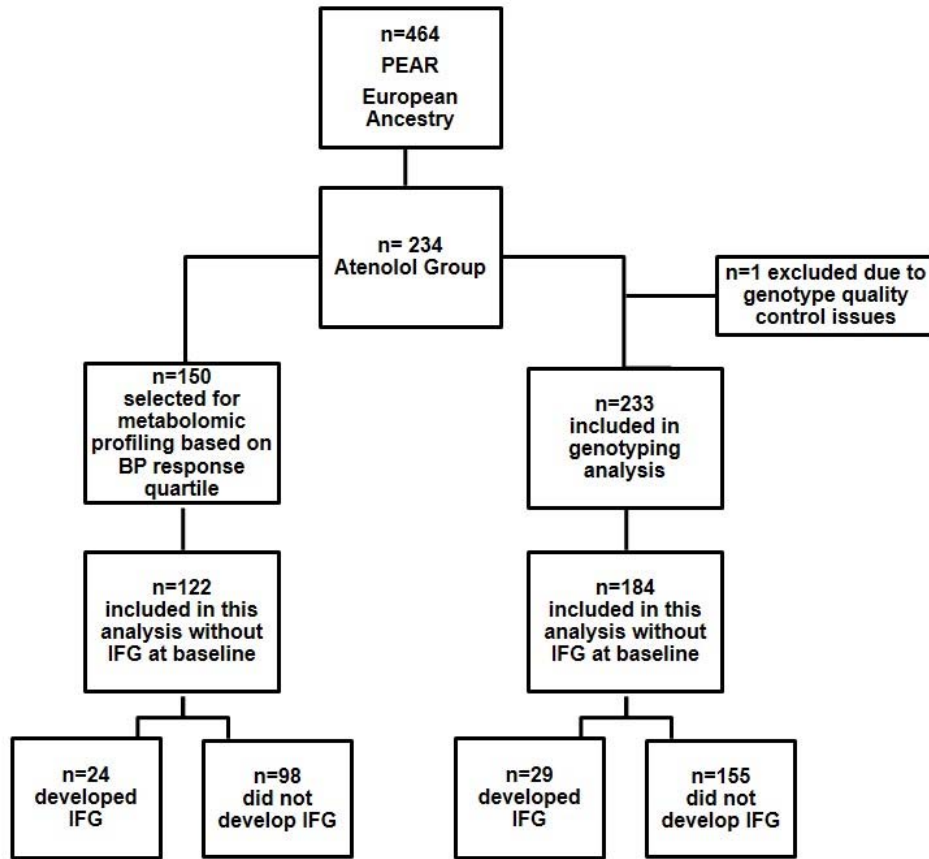 n=464
PEAR
European
Ancestry
n= 234
Atenolol Group
n=1 excluded due to
genotype quality
control issues
n=150
selected for
metabolomic
profiling based on
BP response
quartile
n=233
included in
genotyping
analysis
n=122
included in this
analysis without
IFG at baseline
n=184
included in this
analysis without
IFG at baseline
n=24
developed
IFG
n=98
did not
develop IFG
n=29
developed
IFG
n=155
did not
develop IFG